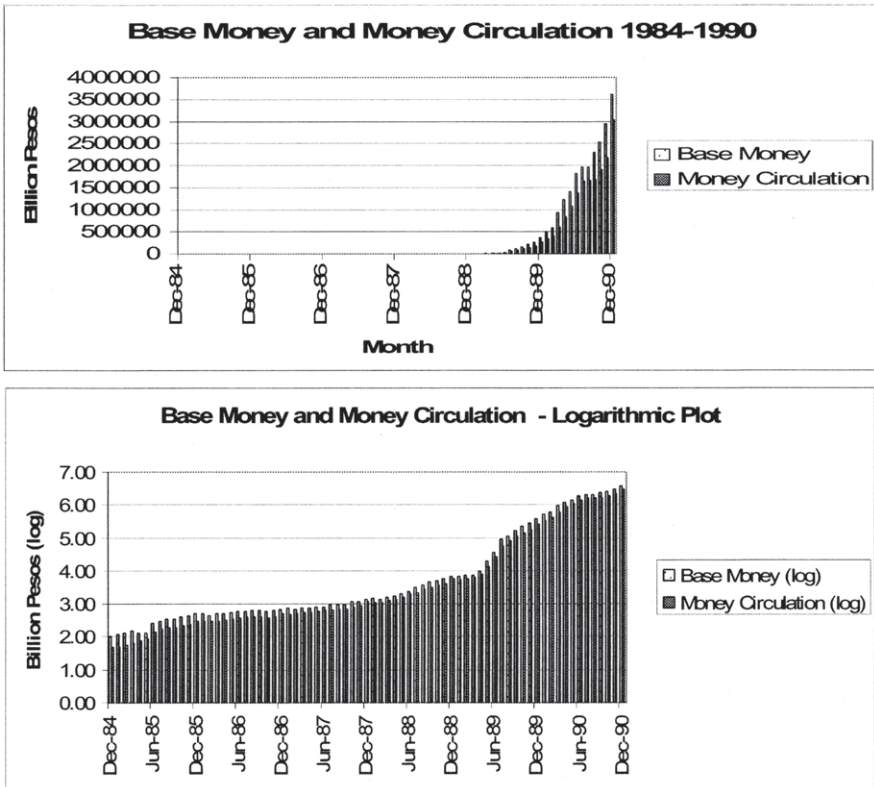 Base Money and Money Circulation 1984-1990
Billion Pesos
4000000
3500000
3000000
2500000
2000000
1500000
1000000
500000
0
Dec-84
Dec-85
Dec-86
Dec-87
Dec-88
Dec-89
Dec-90
Month
Base Money
Money Circulation
Base Money and Money Circulation - Logarithmic Plot
Billion Pesos (log)
7.00
6.00
5.00
4.00
3.00
2.00
1.00
0.00
Dec-84
Jun-85
Dec-85
Jun-86
Dec-86
Jun-87
Dec-87
Jun-88
Dec-88
Jun-89
Dec-89
Jun-90
Dec-90
Base Money (log)
Money Circulation (log)